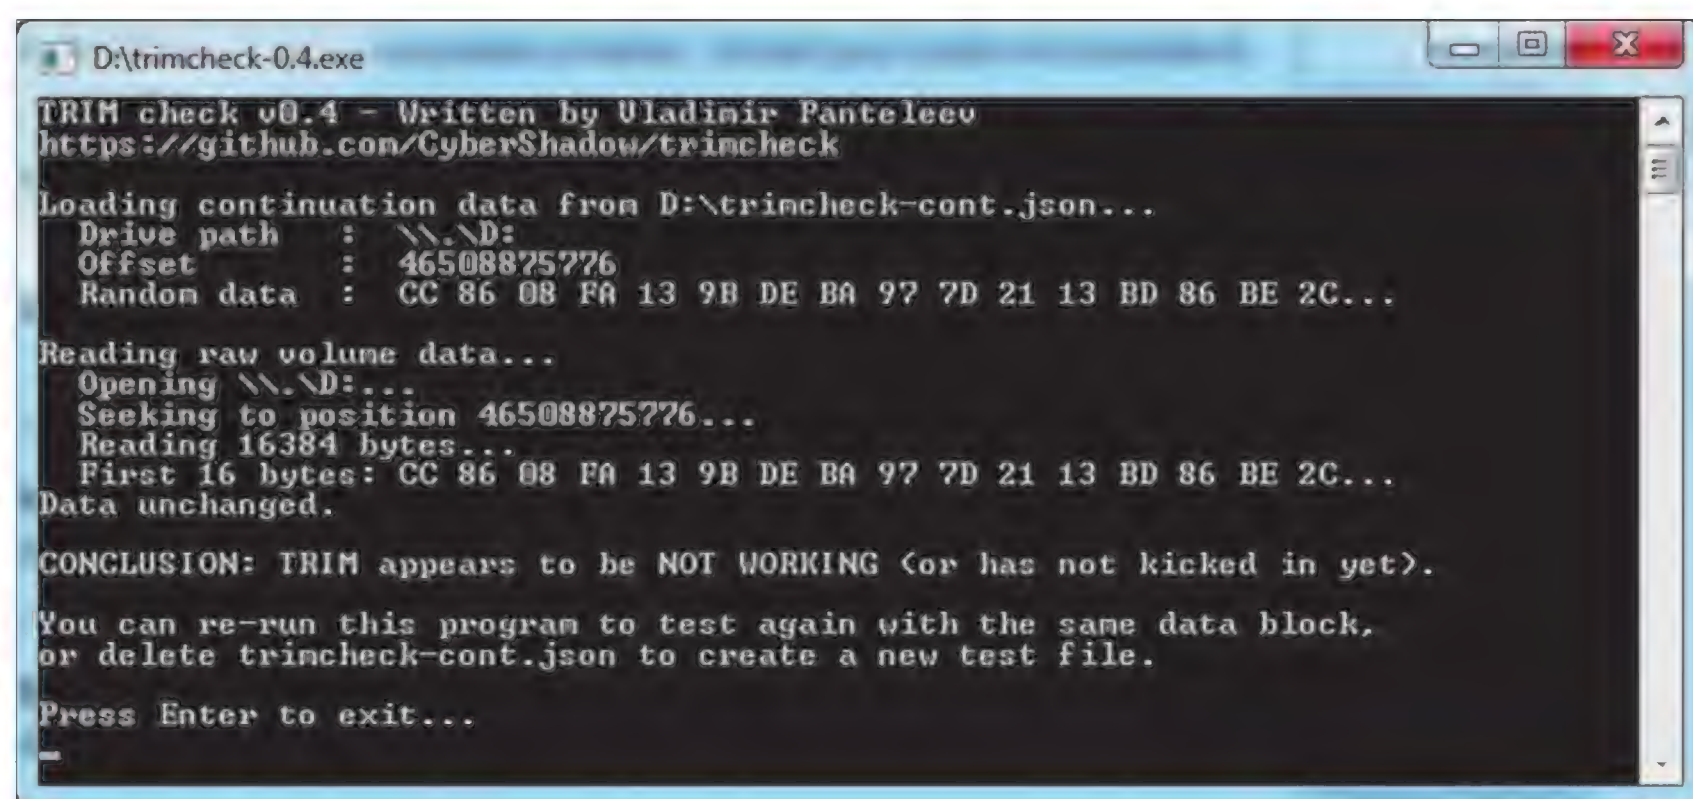 D:\trimcheck-0.4.exe
TRIM check v0.4 - Written by Vladimir Panteleev
https://github.com/CyberShadow/trimcheck
Loading continuation data from D:\trimcheck-cont.json...
Drive path : \\.\D:
Offset : 46508875776
Random data : CC 86 08 FA 13 9B DE BA 97 7D 21 13 BD 86 BE 2C...
Reading raw volume data...
Opening \\.\D:...
Seeking to position 46508875776...
Reading 16384 bytes...
First 16 bytes: CC 86 08 FA 13 9B DE BA 97 7D 21 13 BD 86 BE 2C...
Data unchanged.
CONCLUSION: TRIM appears to be NOT WORKING (or has not kicked in yet).
You can re-run this program to test again with the same data block,
or delete trimcheck-cont.json to create a new test file.
Press Enter to exit...